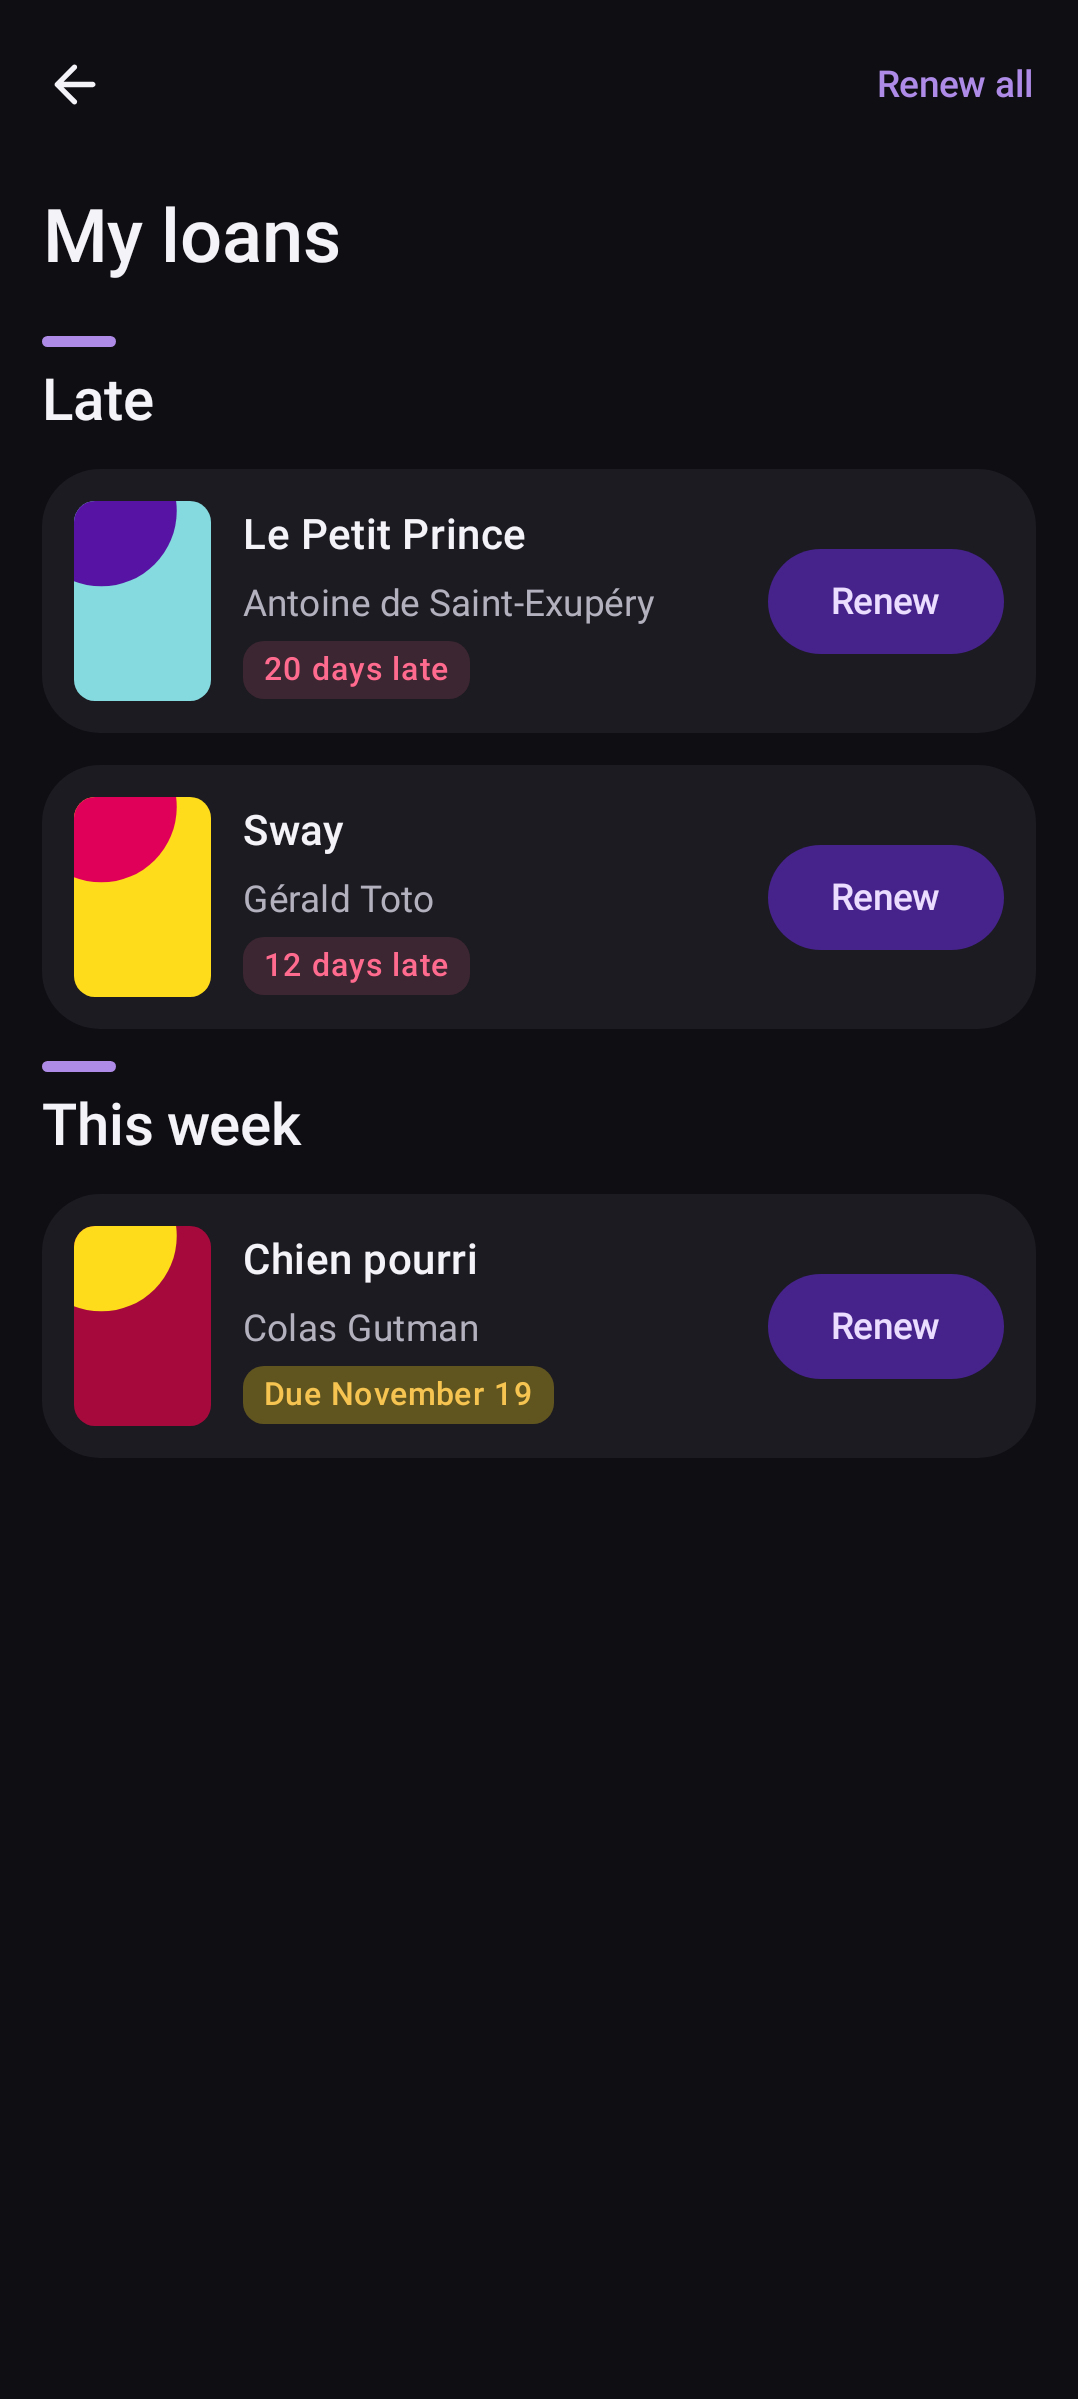 Renew all
My loans
Late
Le Petit Prince
Antoine de Saint-Exupéry
20 days late
Renew
Sway
Gérald Toto
12 days late
Renew
This week
Chien pourri
Colas Gutman
Due November 19
Renew